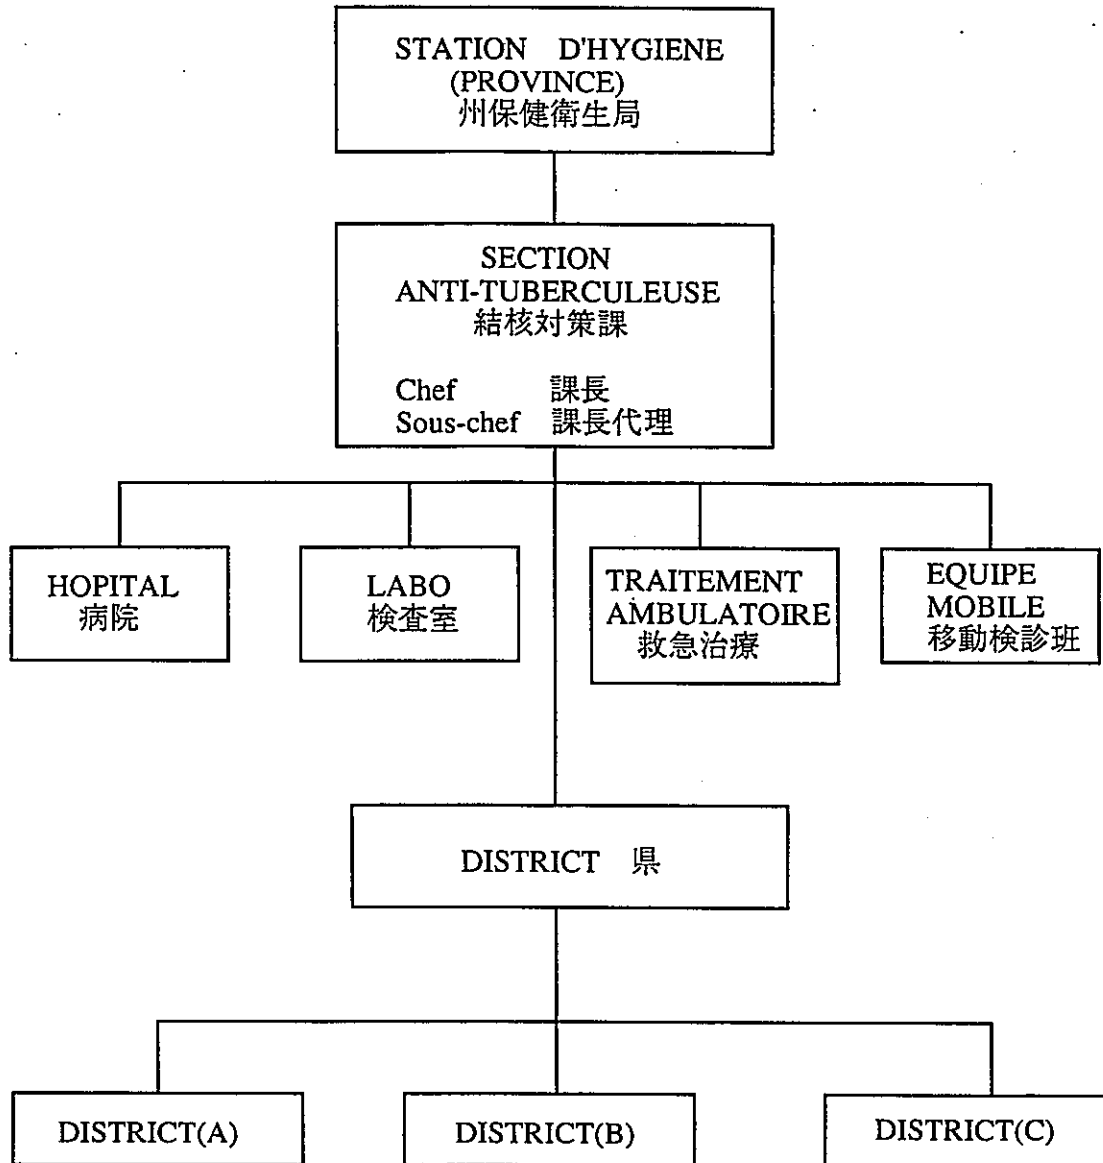 STATION D'HYGIENE
(PROVINCE)
州保健衛生局
SECTION
ANTI-TUBERCULEUSE
結核対策課
Chef 課長
Sous-chef 課長代理
HOPITAL
病院
LABO
検査室
TRAITEMENT
AMBULATOIRE
救急治療
EQUIPE
MOBILE
移動検診班
DISTRICT 県
DISTRICT(A)
DISTRICT(B)
DISTRICT(C)